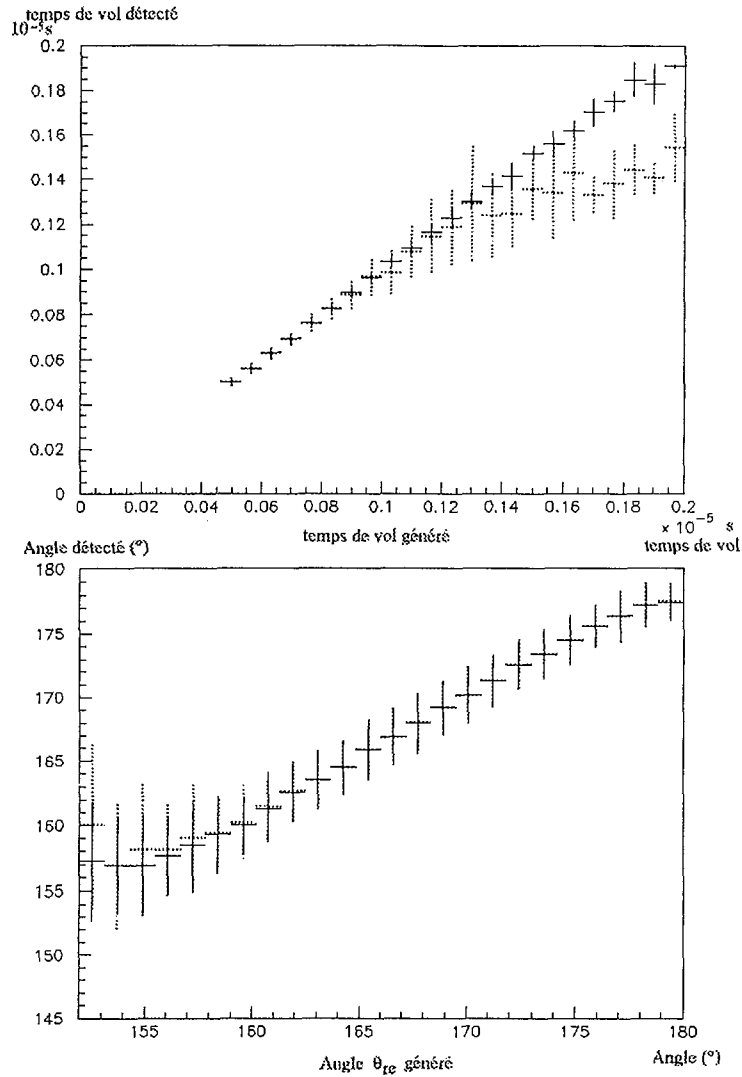 temps de vol détecté
10⁻⁵s
0.2
0.18
0.16
0.14
0.12
0.1
0.08
0.06
0.04
0.02
0
0 0.02 0.04 0.06 0.08 0.1 0.12 0.14 0.16 0.18 0.2
× 10⁻⁵ s
temps de vol généré
temps de vol
Angle détecté (°)
180
175
170
165
160
155
150
145
155 160 165 170 175 180
Angle θre généré
Angle (°)